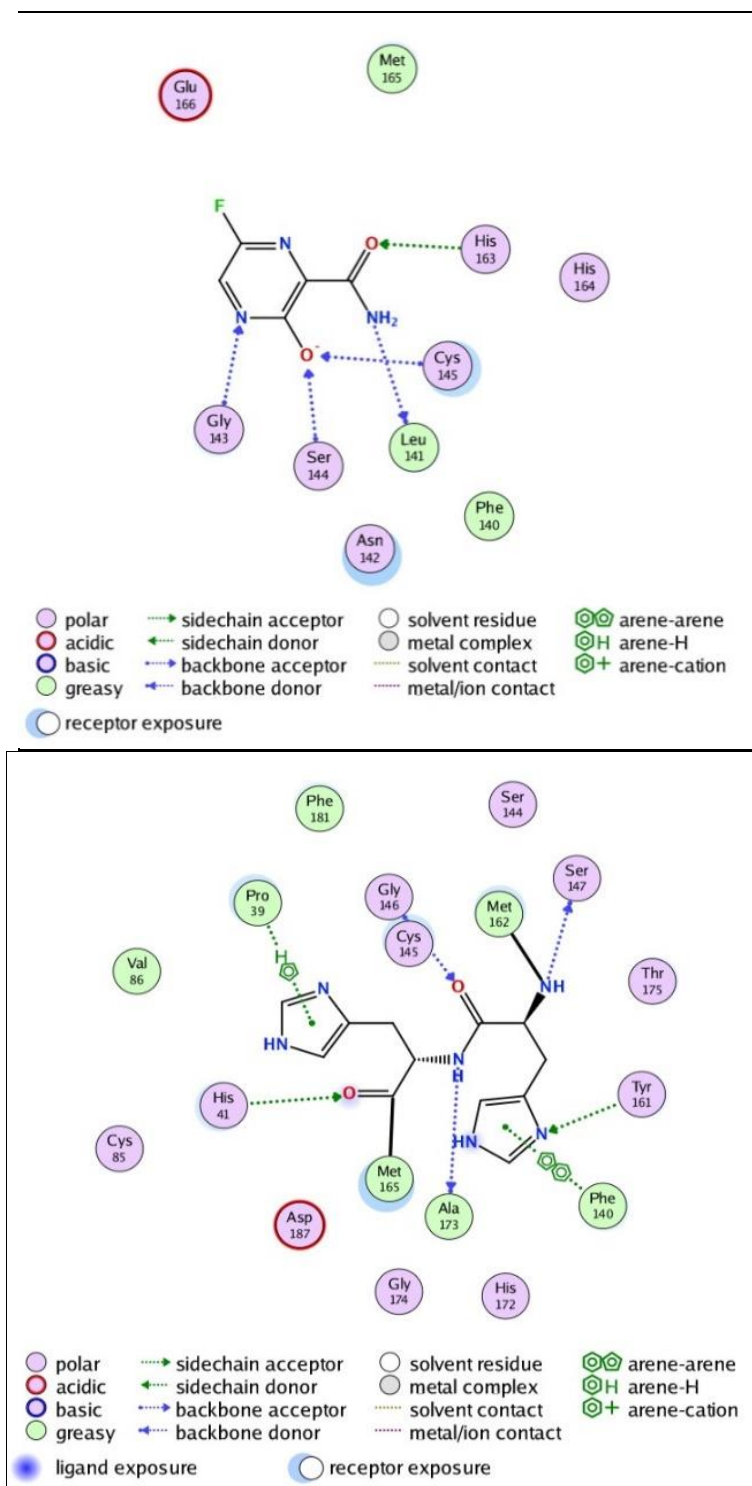 Met
165
Glu
166
F
N
O
His
163
His
164
N
NH2
O-
Cys
145
Gly
143
Ser
144
Leu
141
Phe
140
Asn
142
polar sidechain acceptor solvent residue arene-arene
acidic sidechain donor metal complex H arene-H
basic backbone acceptor solvent contact + arene-cation
greasy backbone donor metal/ion contact
receptor exposure
Phe
181
Ser
144
Ser
147
Pro
39
Gly
146
Met
162
Cys
145
Val
86
H
N
O
NH
Thr
175
HN
N
H
O
His
41
Tyr
161
HN
N
Cys
85
Met
165
Ala
173
Phe
140
Asp
187
Gly
174
His
172
polar sidechain acceptor solvent residue arene-arene
acidic sidechain donor metal complex H arene-H
basic backbone acceptor solvent contact + arene-cation
greasy backbone donor metal/ion contact
ligand exposure receptor exposure